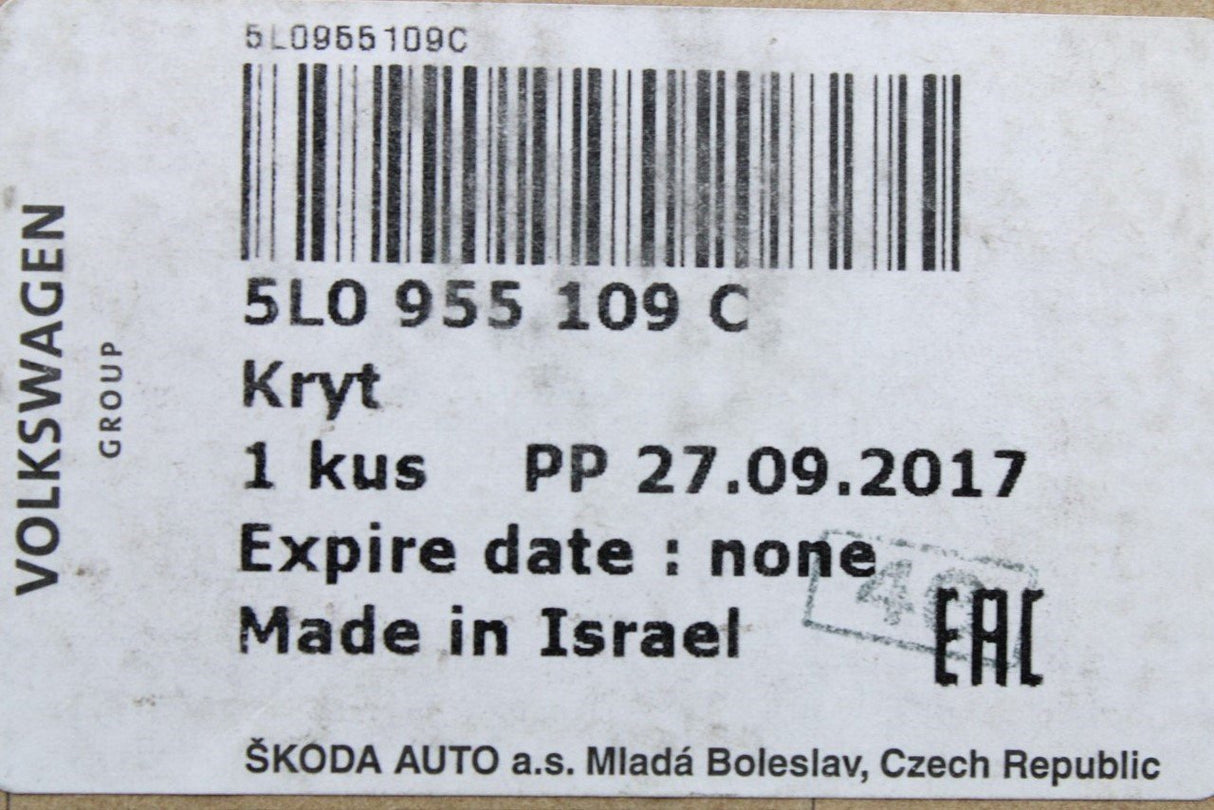 5L0955109C
5L0 955 109 C
Kryt
1 kus PP 27.09.2017
Expire date : none
Made in Israel
EAC
ŠKODA AUTO a.s. Mladá Boleslav, Czech Republic
VOLKSWAGEN
GROUP